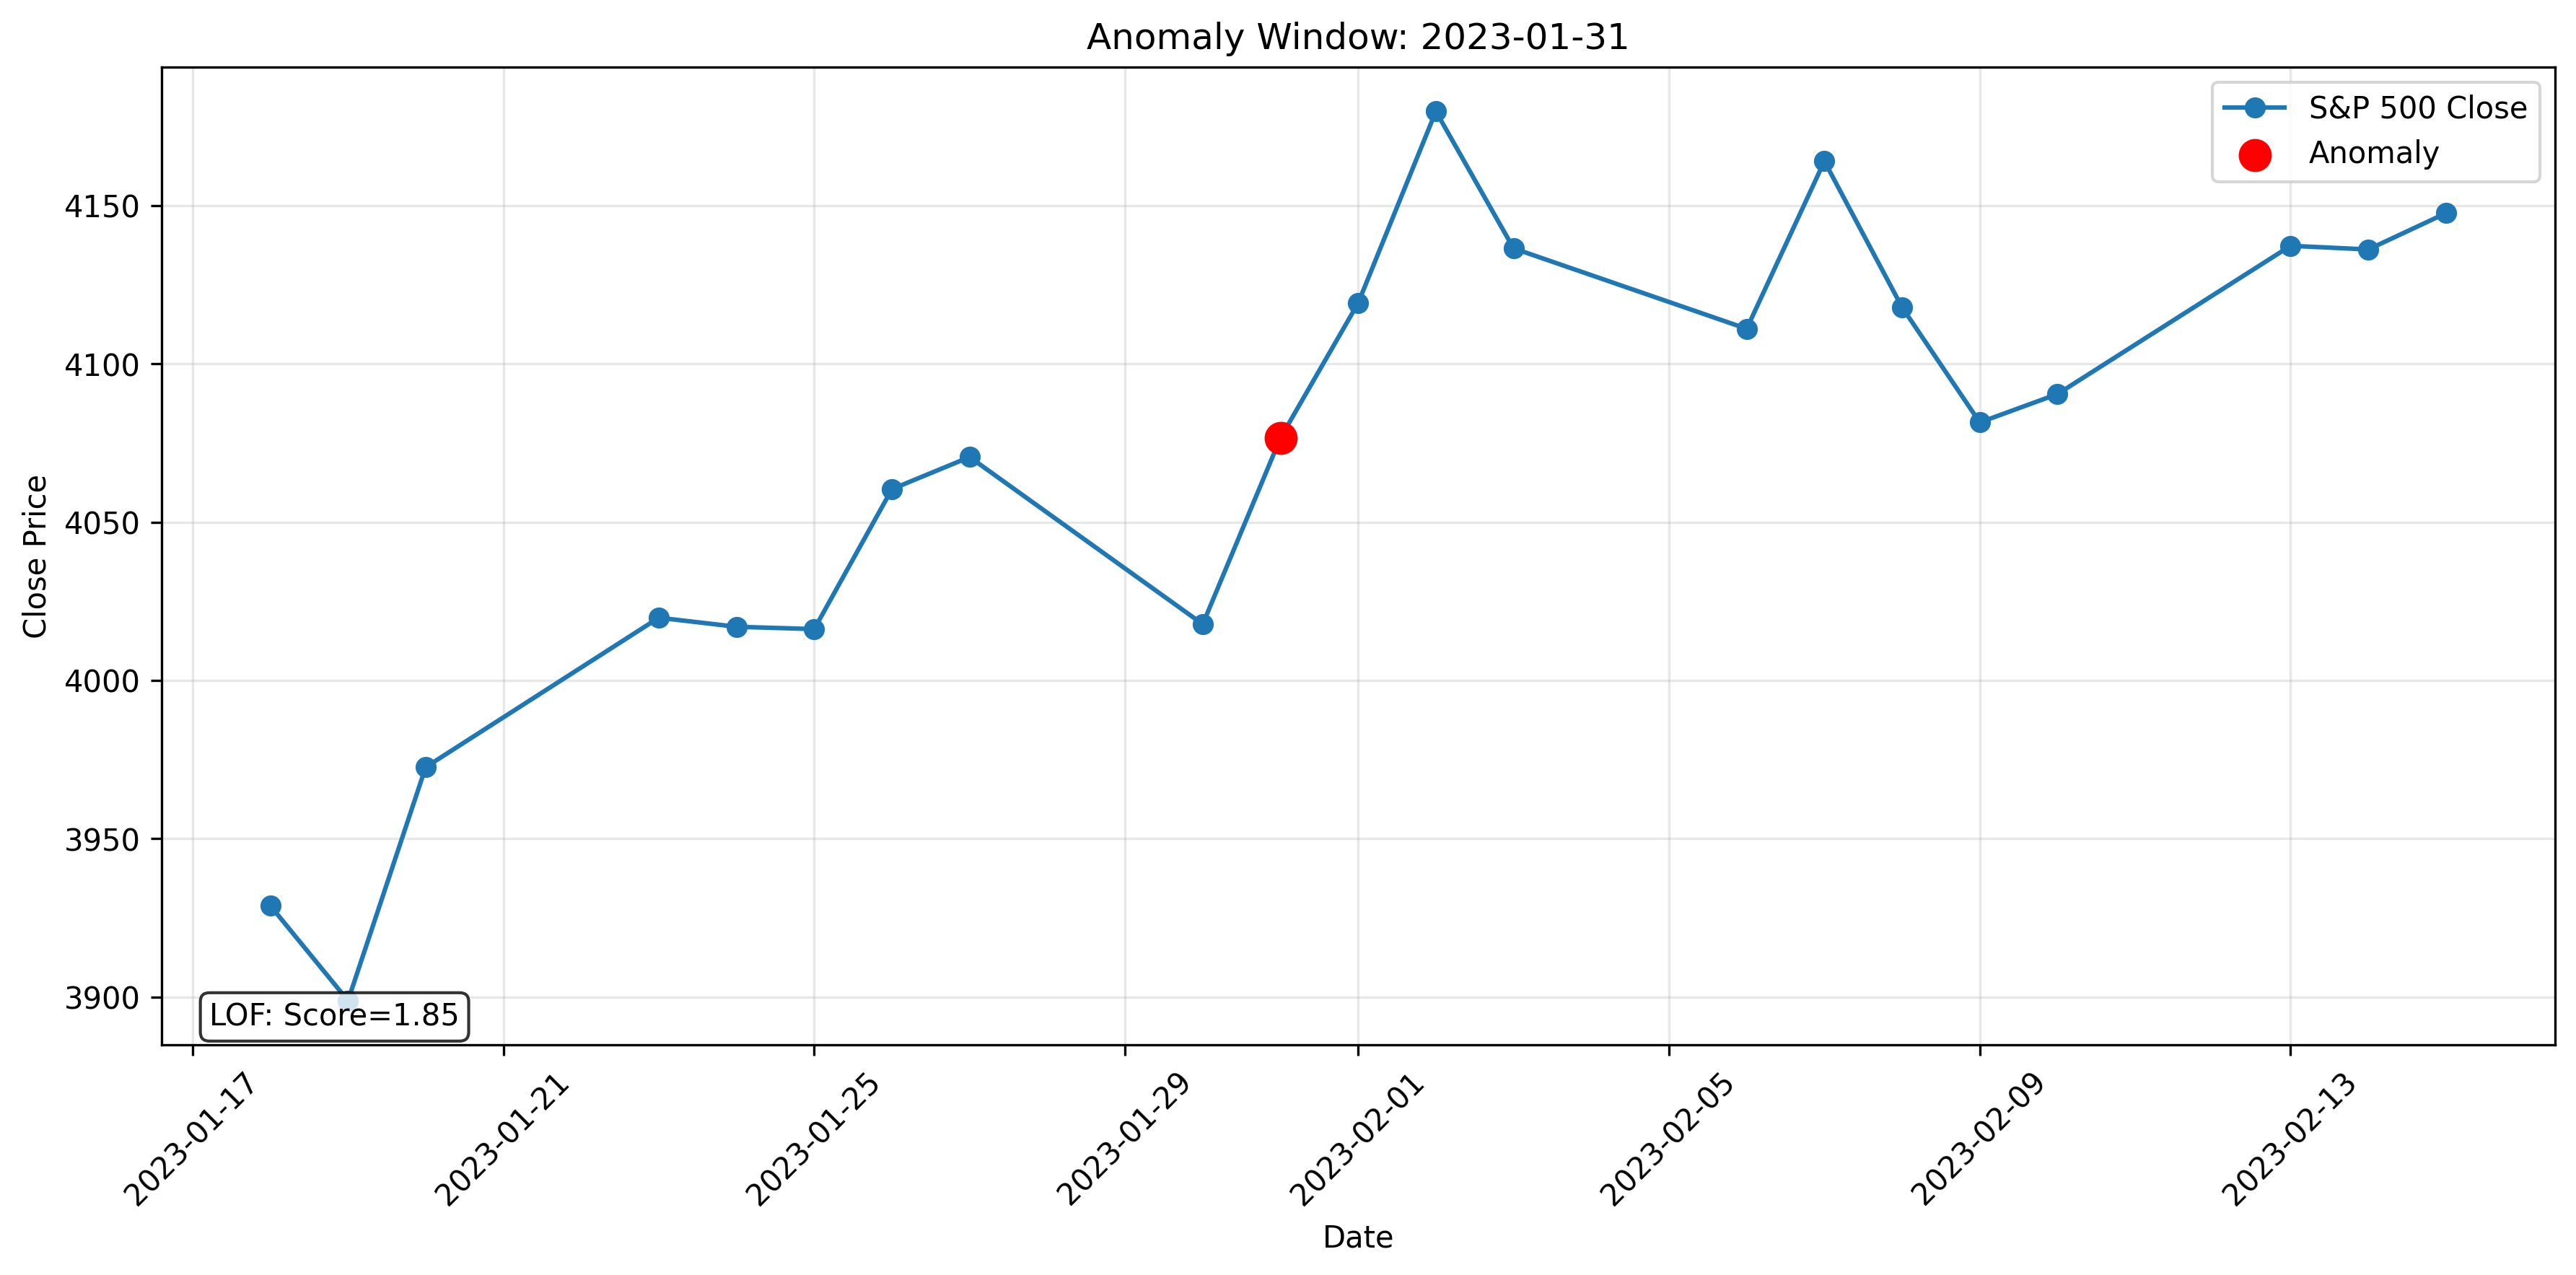 Anomaly Window: 2023-01-31
S&P 500 Close
Anomaly
Close Price
4150
4100
4050
4000
3950
3900
LOF: Score=1.85
2023-01-17
2023-01-21
2023-01-25
2023-01-29
2023-02-01
2023-02-05
2023-02-09
2023-02-13
Date